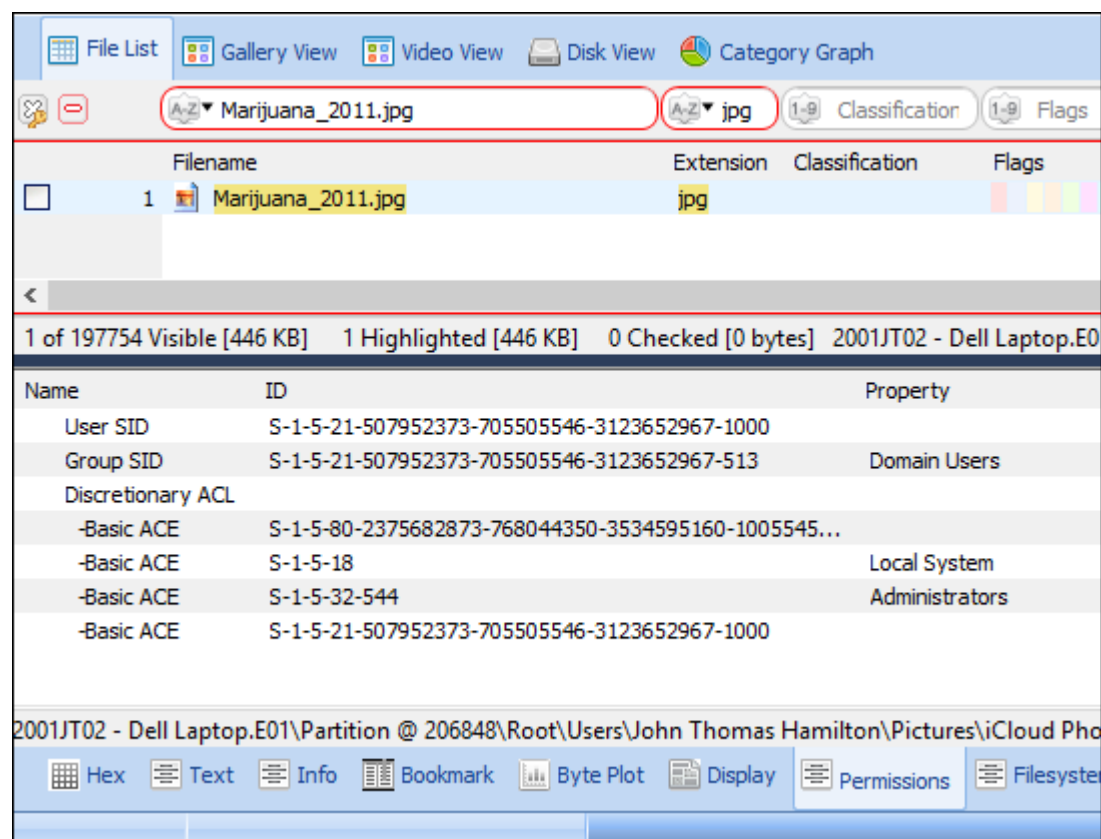 File List Gallery View Video View Disk View Category Graph
A-Z Marijuana_2011.jpg A-Z jpg 1-9 Classification 1-9 Flags
Filename Extension Classification Flags
1 Marijuana_2011.jpg jpg
1 of 197754 Visible [446 KB] 1 Highlighted [446 KB] 0 Checked [0 bytes] 2001JT02 - Dell Laptop.E0
Name ID Property
User SID S-1-5-21-507952373-705505546-3123652967-1000
Group SID S-1-5-21-507952373-705505546-3123652967-513 Domain Users
Discretionary ACL
-Basic ACE S-1-5-80-2375682873-768044350-3534595160-1005545...
-Basic ACE S-1-5-18 Local System
-Basic ACE S-1-5-32-544 Administrators
-Basic ACE S-1-5-21-507952373-705505546-3123652967-1000
2001JT02 - Dell Laptop.E01\Partition @ 206848\Root\Users\John Thomas Hamilton\Pictures\iCloud Pho
Hex Text Info Bookmark Byte Plot Display Permissions Filesyste